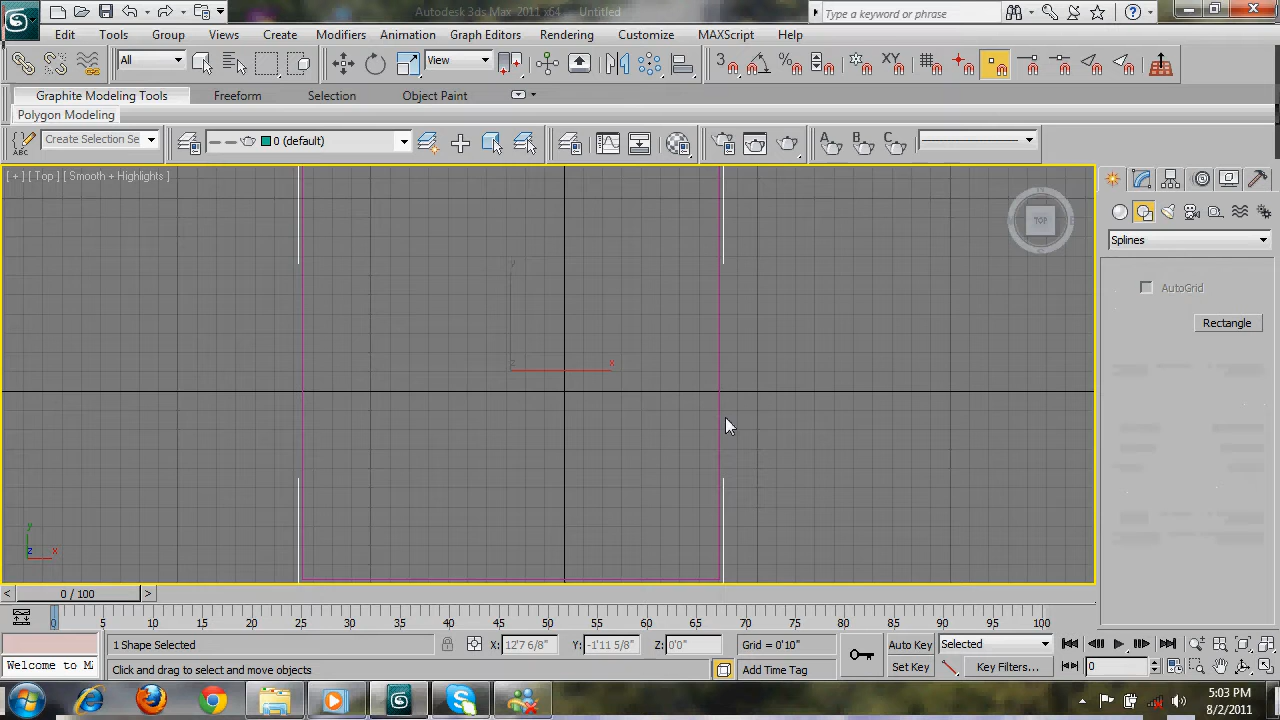 Autodesk 3ds Max 2011 x64 Untitled
Type a keyword or phrase
Edit Tools Group Views Create Modifiers Animation Graph Editors Rendering Customize MAXScript Help
All View 3 % XY
Graphite Modeling Tools Freeform Selection Object Paint
Polygon Modeling
ABC Create Selection Se 0 (default) A B C
[ + ] [ Top ] [ Smooth + Highlights ]
TOP
Splines
AutoGrid
Rectangle
y
z x
y
z x
< 0 / 100 >
0 5 10 15 20 25 30 35 40 45 50 55 60 65 70 75 80 85 90 95 100
1 Shape Selected X: 12'7 6/8" Y: -1'11 5/8" Z: 0'0" Grid = 0'10" Auto Key Selected
Welcome to M Click and drag to select and move objects Add Time Tag Set Key Key Filters... 0
5:03 PM
8/2/2011